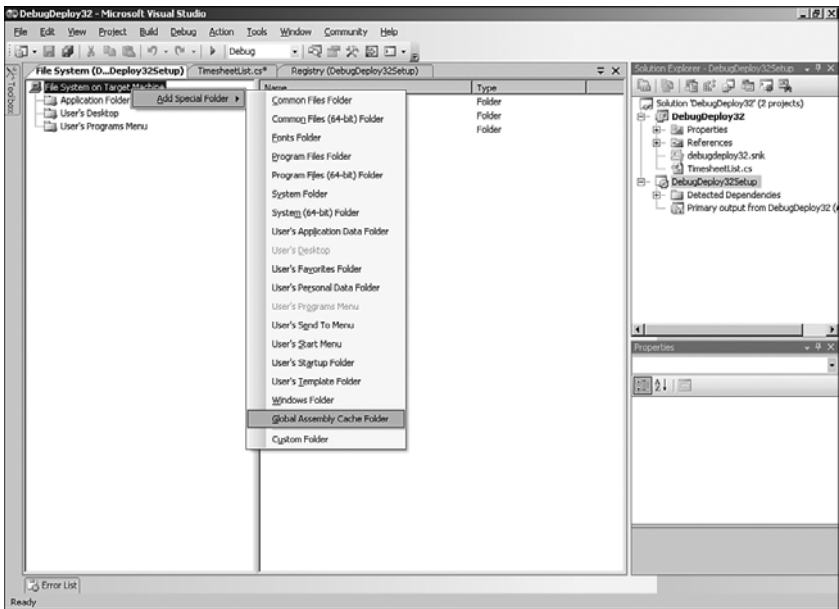 DebugDeploy32 - Microsoft Visual Studio
File Edit View Project Build Debug Action Tools Window Community Help
Debug
File System (D...Deploy32Setup) TimesheetList.cs* Registry (DebugDeploy32Setup)
Toolbox
File System on Target Machine
Application Folder
User's Desktop
User's Programs Menu
Add Special Folder
Name Type
Folder
Folder
Folder
Common Files Folder
Common Files (64-bit) Folder
Fonts Folder
Program Files Folder
Program Files (64-bit) Folder
System Folder
System (64-bit) Folder
User's Application Data Folder
User's Desktop
User's Favorites Folder
User's Personal Data Folder
User's Programs Menu
User's Send To Menu
User's Start Menu
User's Startup Folder
User's Template Folder
Windows Folder
Global Assembly Cache Folder
Custom Folder
Solution Explorer - DebugDeploy32Setup
Solution 'DebugDeploy32' (2 projects)
DebugDeploy32
Properties
References
debugdeploy32.snk
TimesheetList.cs
DebugDeploy32Setup
Detected Dependencies
Primary output from DebugDeploy32 (
Properties
Error List
Ready